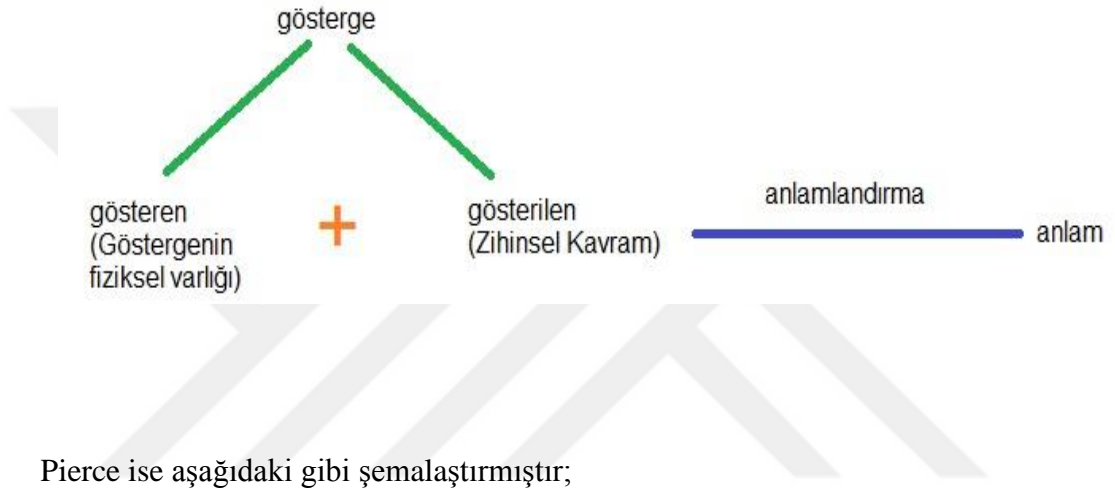 gösterge
gösteren
(Göstergenin
fiziksel varlığı)
+
gösterilen
(Zihinsel Kavram)
anlamlandırma
anlam
Pierce ise aşağıdaki gibi şemalaştırmıştır;